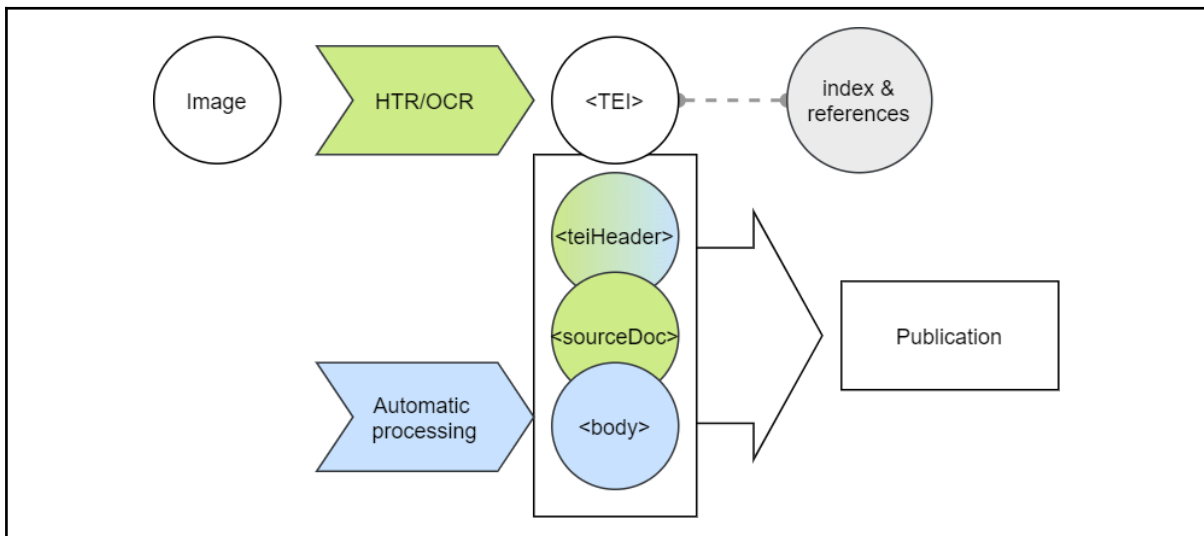 Image
HTR/OCR
<TEI>
index &
references
<teiHeader>
<sourceDoc>
Publication
Automatic
processing
<body>